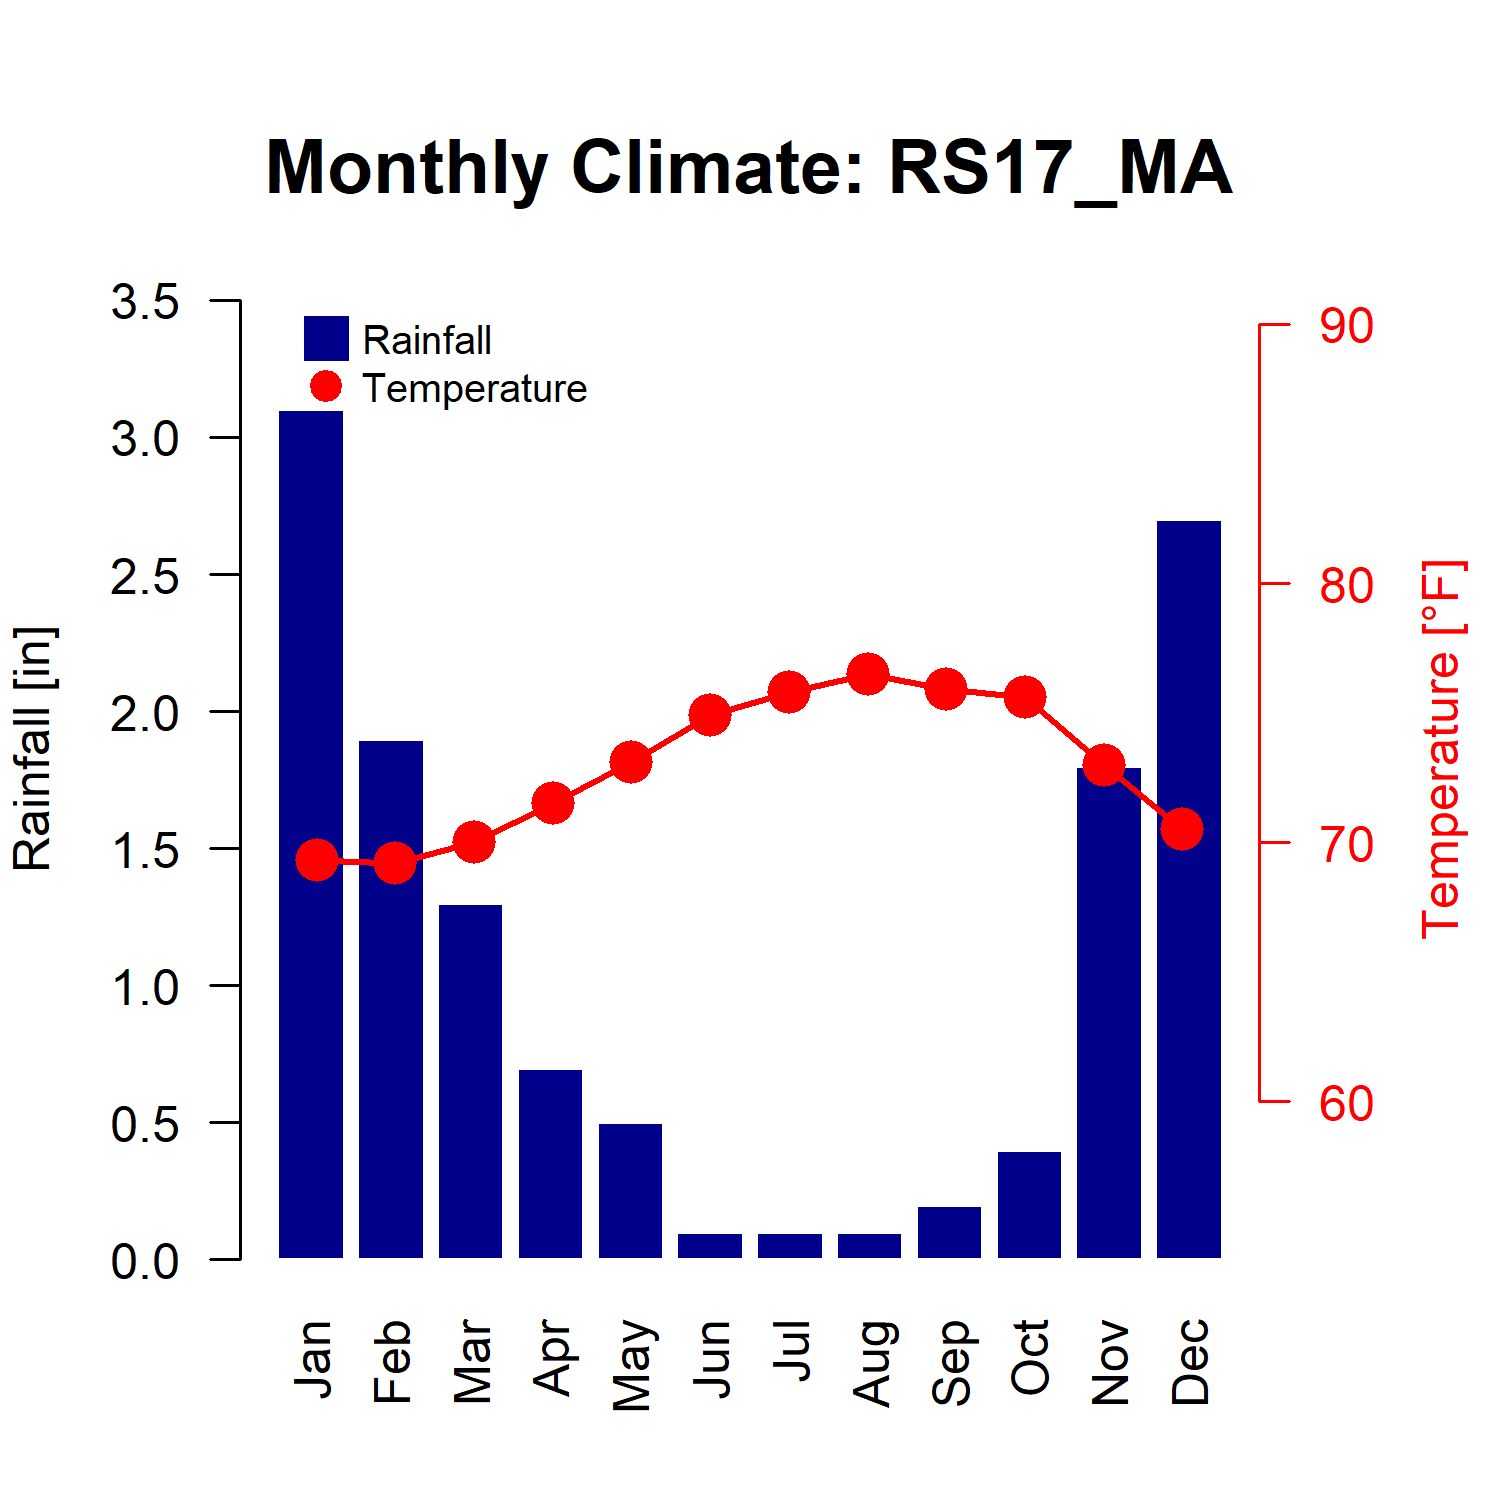 Monthly Climate: RS17_MA
Rainfall
Temperature
3.5
3.0
2.5
2.0
1.5
1.0
0.5
0.0
Rainfall [in]
90
80
70
60
Temperature [°F]
Jan
Feb
Mar
Apr
May
Jun
Jul
Aug
Sep
Oct
Nov
Dec